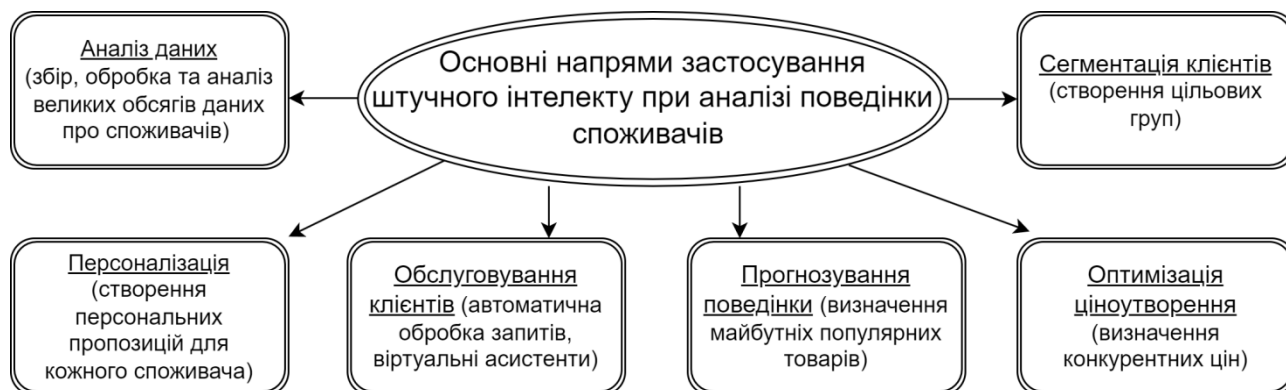 Аналіз даних
(збір, обробка та аналіз
великих обсягів даних
про споживачів)
Основні напрями застосування
штучного інтелекту при аналізі поведінки
споживачів
Сегментація клієнтів
(створення цільових
груп)
Персоналізація
(створення
персональних
пропозицій для
кожного споживача)
Обслуговування
клієнтів (автоматична
обробка запитів,
віртуальні асистенти)
Прогнозування
поведінки (визначення
майбутніх популярних
товарів)
Оптимізація
ціноутворення
(визначення
конкурентних цін)